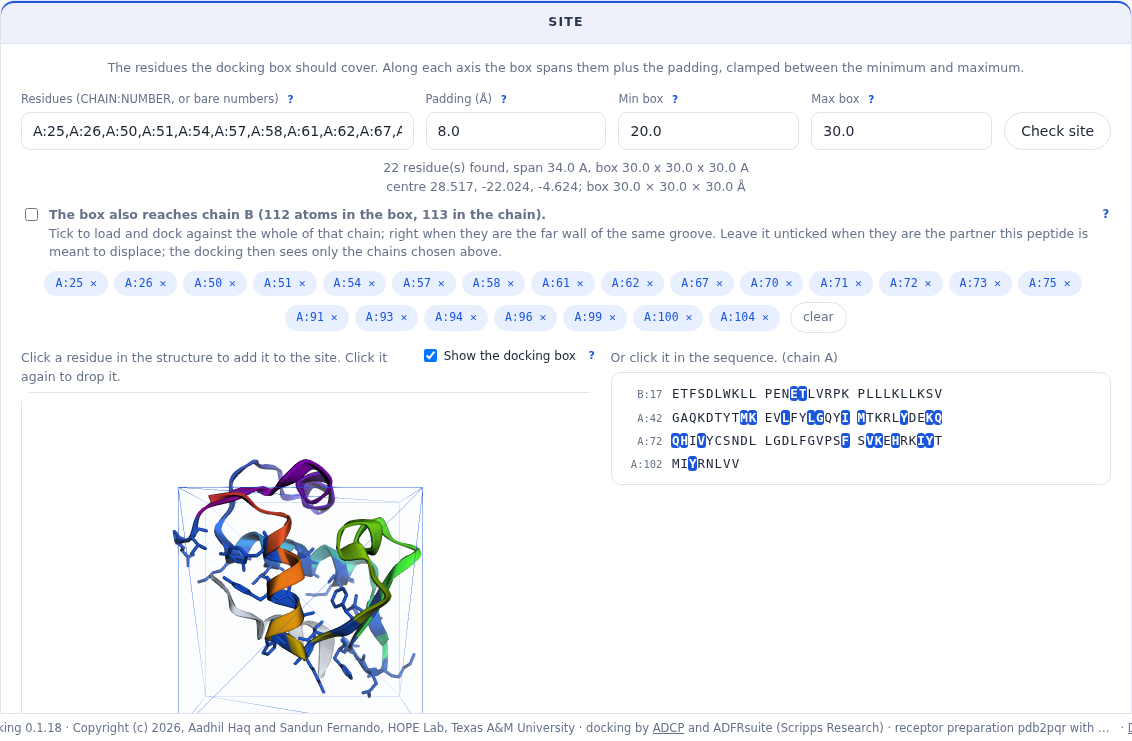 SITE
The residues the docking box should cover. Along each axis the box spans them plus the padding, clamped between the minimum and maximum.
Residues (CHAIN:NUMBER, or bare numbers) ? Padding (Å) ? Min box ? Max box ?
A:25,A:26,A:50,A:51,A:54,A:57,A:58,A:61,A:62,A:67,A 8.0 20.0 30.0 Check site
22 residue(s) found, span 34.0 A, box 30.0 x 30.0 x 30.0 A
centre 28.517, -22.024, -4.624; box 30.0 × 30.0 × 30.0 Å
The box also reaches chain B (112 atoms in the box, 113 in the chain). ?
Tick to load and dock against the whole of that chain; right when they are the far wall of the same groove. Leave it unticked when they are the partner this peptide is
meant to displace; the docking then sees only the chains chosen above.
A:25 × A:26 × A:50 × A:51 × A:54 × A:57 × A:58 × A:61 × A:62 × A:67 × A:70 × A:71 × A:72 × A:73 × A:75 ×
A:91 × A:93 × A:94 × A:96 × A:99 × A:100 × A:104 × clear
Click a residue in the structure to add it to the site. Click it
again to drop it.
Show the docking box ?
Or click it in the sequence. (chain A)
B:17 ETFSDLWKLL PENETLVRPK PLLLKLLKSV
A:42 GAQKDTYTMK EVLFYLGQYI MTKRLYDEKQ
A:72 QHIVYCSNDL LGDLFGVPSF SVKEHRKIYT
A:102 MIYRNLVV
king 0.1.18 · Copyright (c) 2026, Aadhil Haq and Sandun Fernando, HOPE Lab, Texas A&M University · docking by ADCP and ADFRsuite (Scripps Research) · receptor preparation pdb2pqr with ... ·